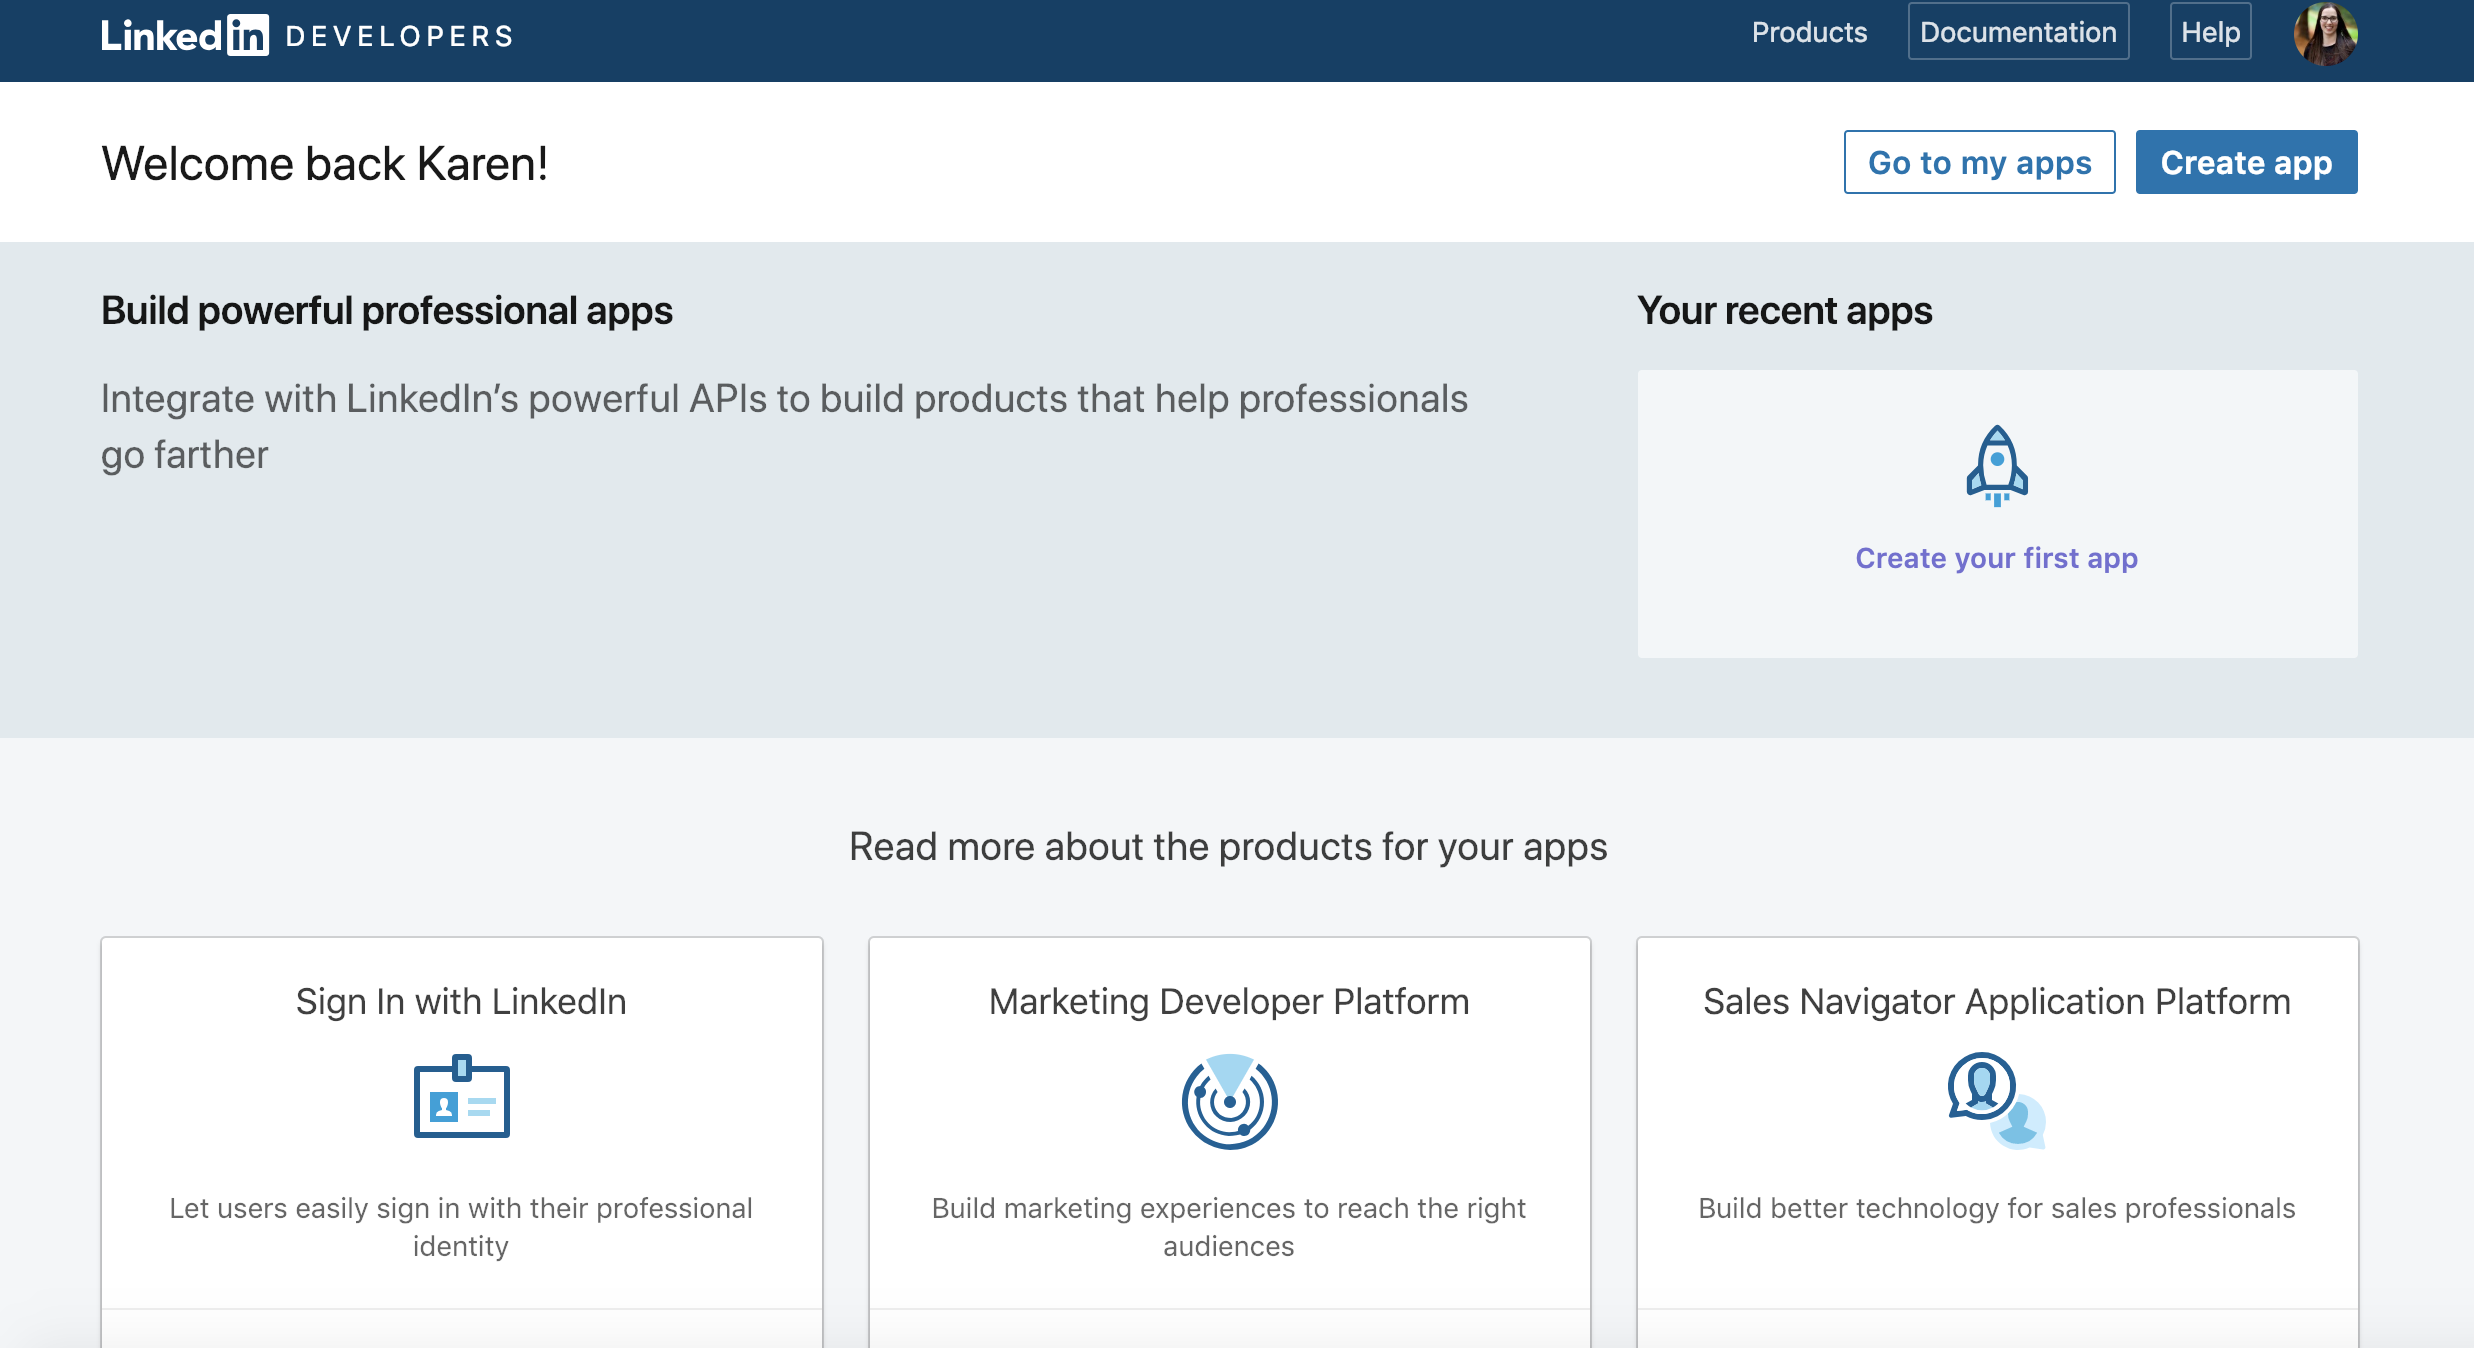 Linkedin DEVELOPERS
Products
Documentation
Help
Welcome back Karen!
Go to my apps
Create app
Build powerful professional apps
Integrate with LinkedIn’s powerful APIs to build products that help professionals
go farther
Your recent apps
Create your first app
Read more about the products for your apps
Sign In with LinkedIn
Let users easily sign in with their professional
identity
Marketing Developer Platform
Build marketing experiences to reach the right
audiences
Sales Navigator Application Platform
Build better technology for sales professionals